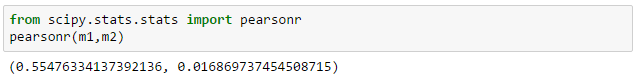 from scipy.stats.stats import pearsonr
pearsonr(m1,m2)
(0.55476334137392136, 0.016869737454508715)